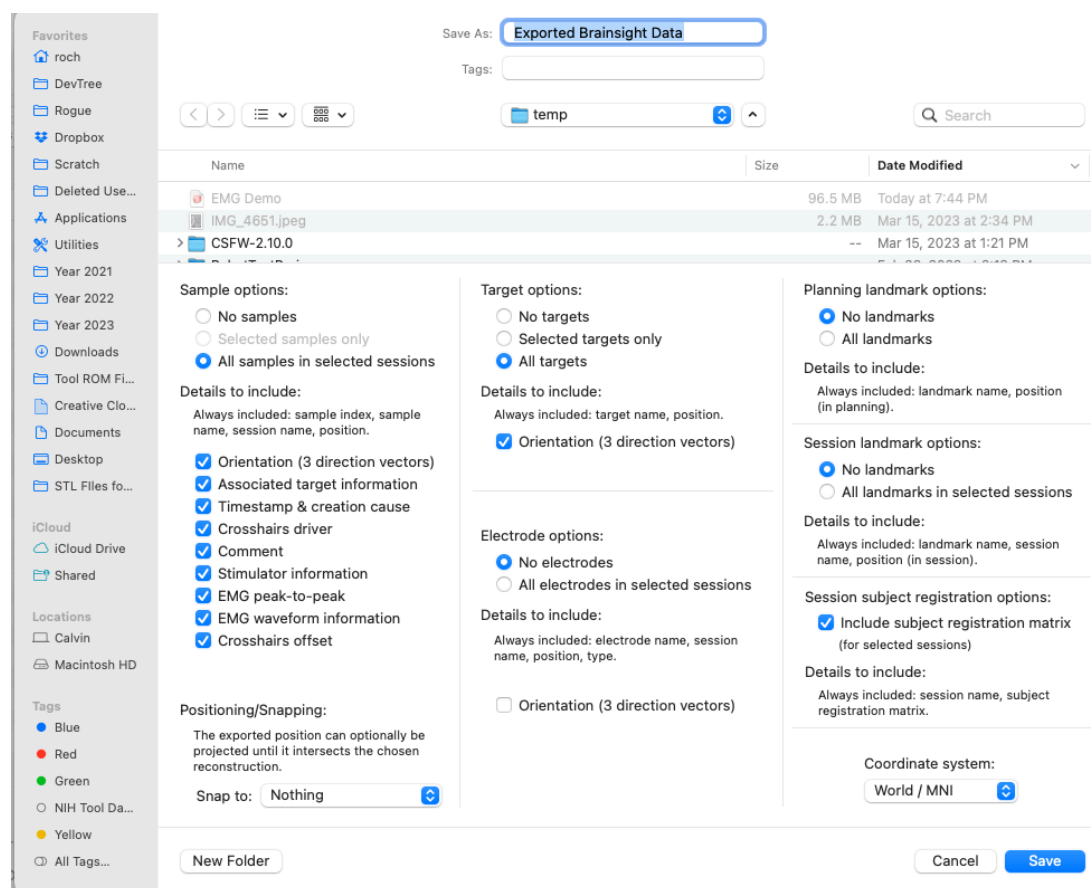 Favorites
roch
DevTree
Rogue
Dropbox
Scratch
Deleted Use...
Applications
Utilities
Year 2021
Year 2022
Year 2023
Downloads
Tool ROM Fi...
Creative Clo...
Documents
Desktop
STL FIles fo...
iCloud
iCloud Drive
Shared
Locations
Calvin
Macintosh HD
Tags
Blue
Red
Green
NIH Tool Da...
Yellow
All Tags...
Save As: Exported Brainsight Data
Tags:
temp
Search
Name Size Date Modified
EMG Demo 96.5 MB Today at 7:44 PM
IMG_4651.jpeg 2.2 MB Mar 15, 2023 at 2:34 PM
CSFW-2.10.0 -- Mar 15, 2023 at 1:21 PM
Sample options:
No samples
Selected samples only
All samples in selected sessions
Details to include:
Always included: sample index, sample
name, session name, position.
Orientation (3 direction vectors)
Associated target information
Timestamp & creation cause
Crosshairs driver
Comment
Stimulator information
EMG peak-to-peak
EMG waveform information
Crosshairs offset
Positioning/Snapping:
The exported position can optionally be
projected until it intersects the chosen
reconstruction.
Snap to: Nothing
Target options:
No targets
Selected targets only
All targets
Details to include:
Always included: target name, position.
Orientation (3 direction vectors)
Electrode options:
No electrodes
All electrodes in selected sessions
Details to include:
Always included: electrode name, session
name, position, type.
Orientation (3 direction vectors)
Planning landmark options:
No landmarks
All landmarks
Details to include:
Always included: landmark name, position
(in planning).
Session landmark options:
No landmarks
All landmarks in selected sessions
Details to include:
Always included: landmark name, session
name, position (in session).
Session subject registration options:
Include subject registration matrix
(for selected sessions)
Details to include:
Always included: session name, subject
registration matrix.
Coordinate system:
World / MNI
New Folder
Cancel
Save